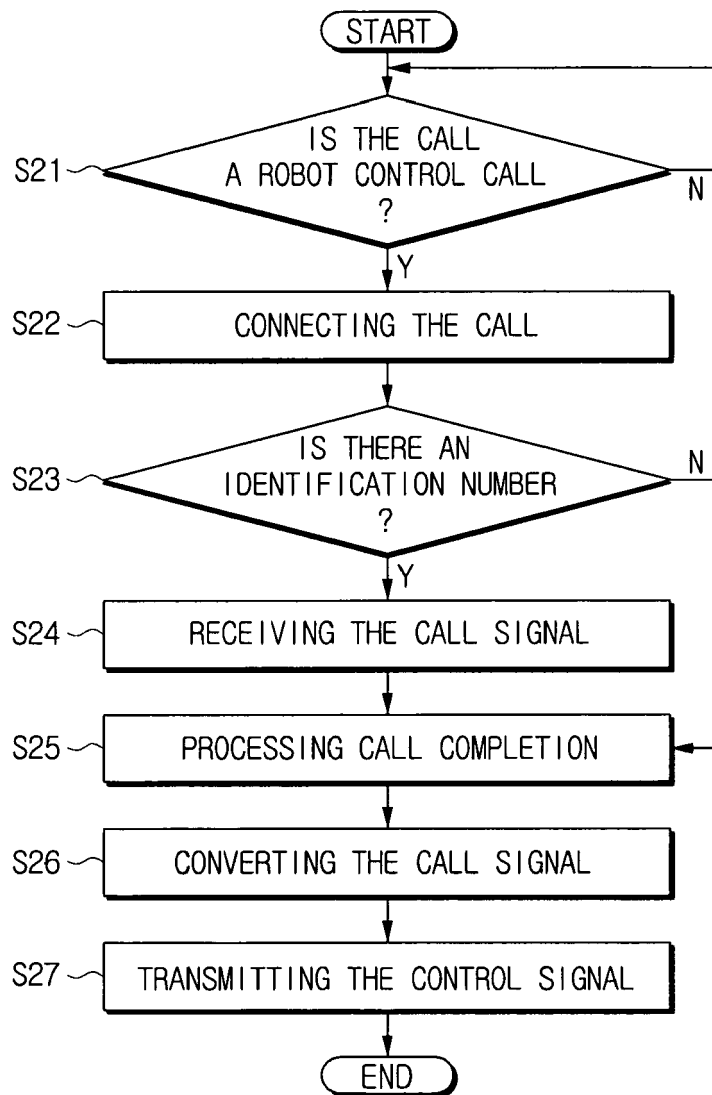 START
IS THE CALL
A ROBOT CONTROL CALL
?
S21
N
Y
S22
CONNECTING THE CALL
IS THERE AN
IDENTIFICATION NUMBER
?
S23
N
Y
S24
RECEIVING THE CALL SIGNAL
S25
PROCESSING CALL COMPLETION
S26
CONVERTING THE CALL SIGNAL
S27
TRANSMITTING THE CONTROL SIGNAL
END